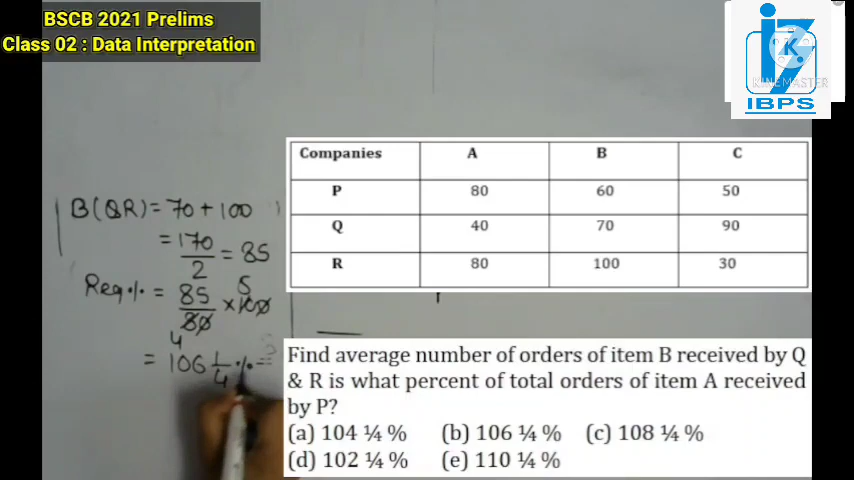 BSCB 2021 Prelims
Class 02 : Data Interpretation
K
KINEMASTER
IBPS
Companies A B C
P 80 60 50
Q 40 70 90
R 80 100 30
B(QR) = 70 + 100
= 170/2 = 85
Req% = 85/80 × 100
5
4
= 106 1/4 %
Find average number of orders of item B received by Q
& R is what percent of total orders of item A received
by P?
(a) 104 ¼ % (b) 106 ¼ % (c) 108 ¼ %
(d) 102 ¼ % (e) 110 ¼ %